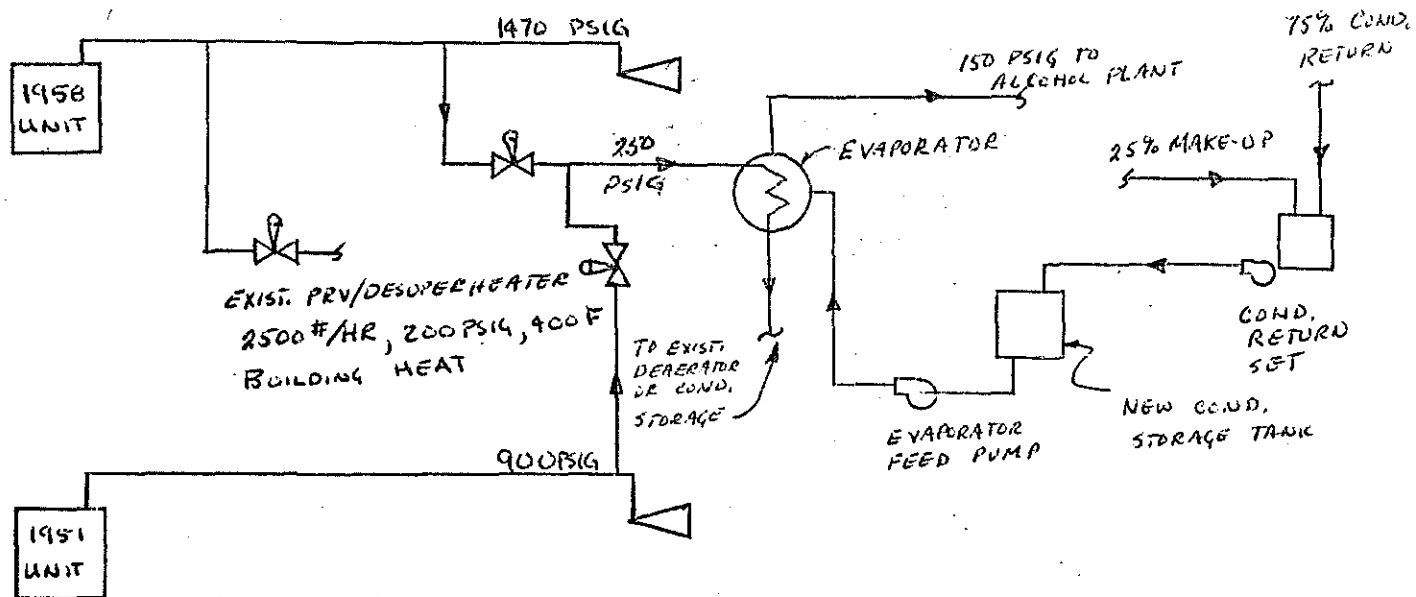 1470 PSIG
1958
UNIT
150 PSIG TO
ALCOHOL PLANT
75% COND.
RETURN
250
PSIG
EVAPORATOR
25% MAKE-UP
EXIST. PRV/DESUPERHEATER
2500 #/HR, 200 PSIG, 400 F
BUILDING HEAT
TO EXIST.
DEAERATOR
OR COND.
STORAGE
COND.
RETURN
SET
NEW COND.
STORAGE TANK
EVAPORATOR
FEED PUMP
900PSIG
1951
UNIT